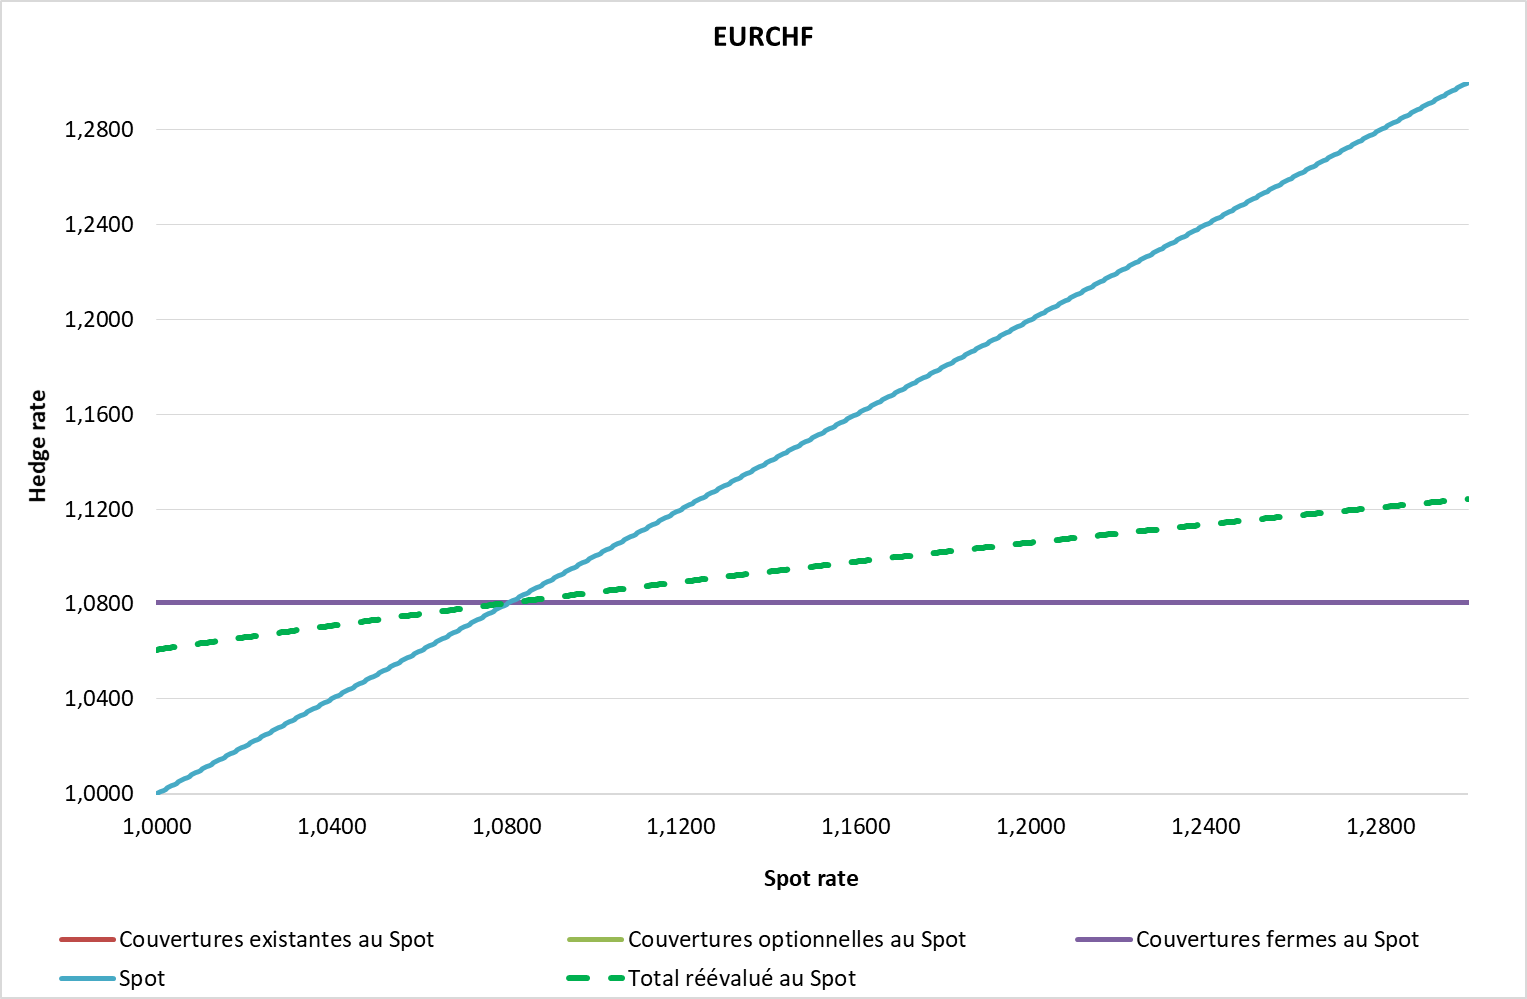 EURCHF
1,2800
1,2400
1,2000
1,1600
1,1200
1,0800
1,0400
1,0000
Hedge rate
1,0000 1,0400 1,0800 1,1200 1,1600 1,2000 1,2400 1,2800
Spot rate
Couvertures existantes au Spot Couvertures optionnelles au Spot Couvertures fermes au Spot
Spot Total réévalué au Spot